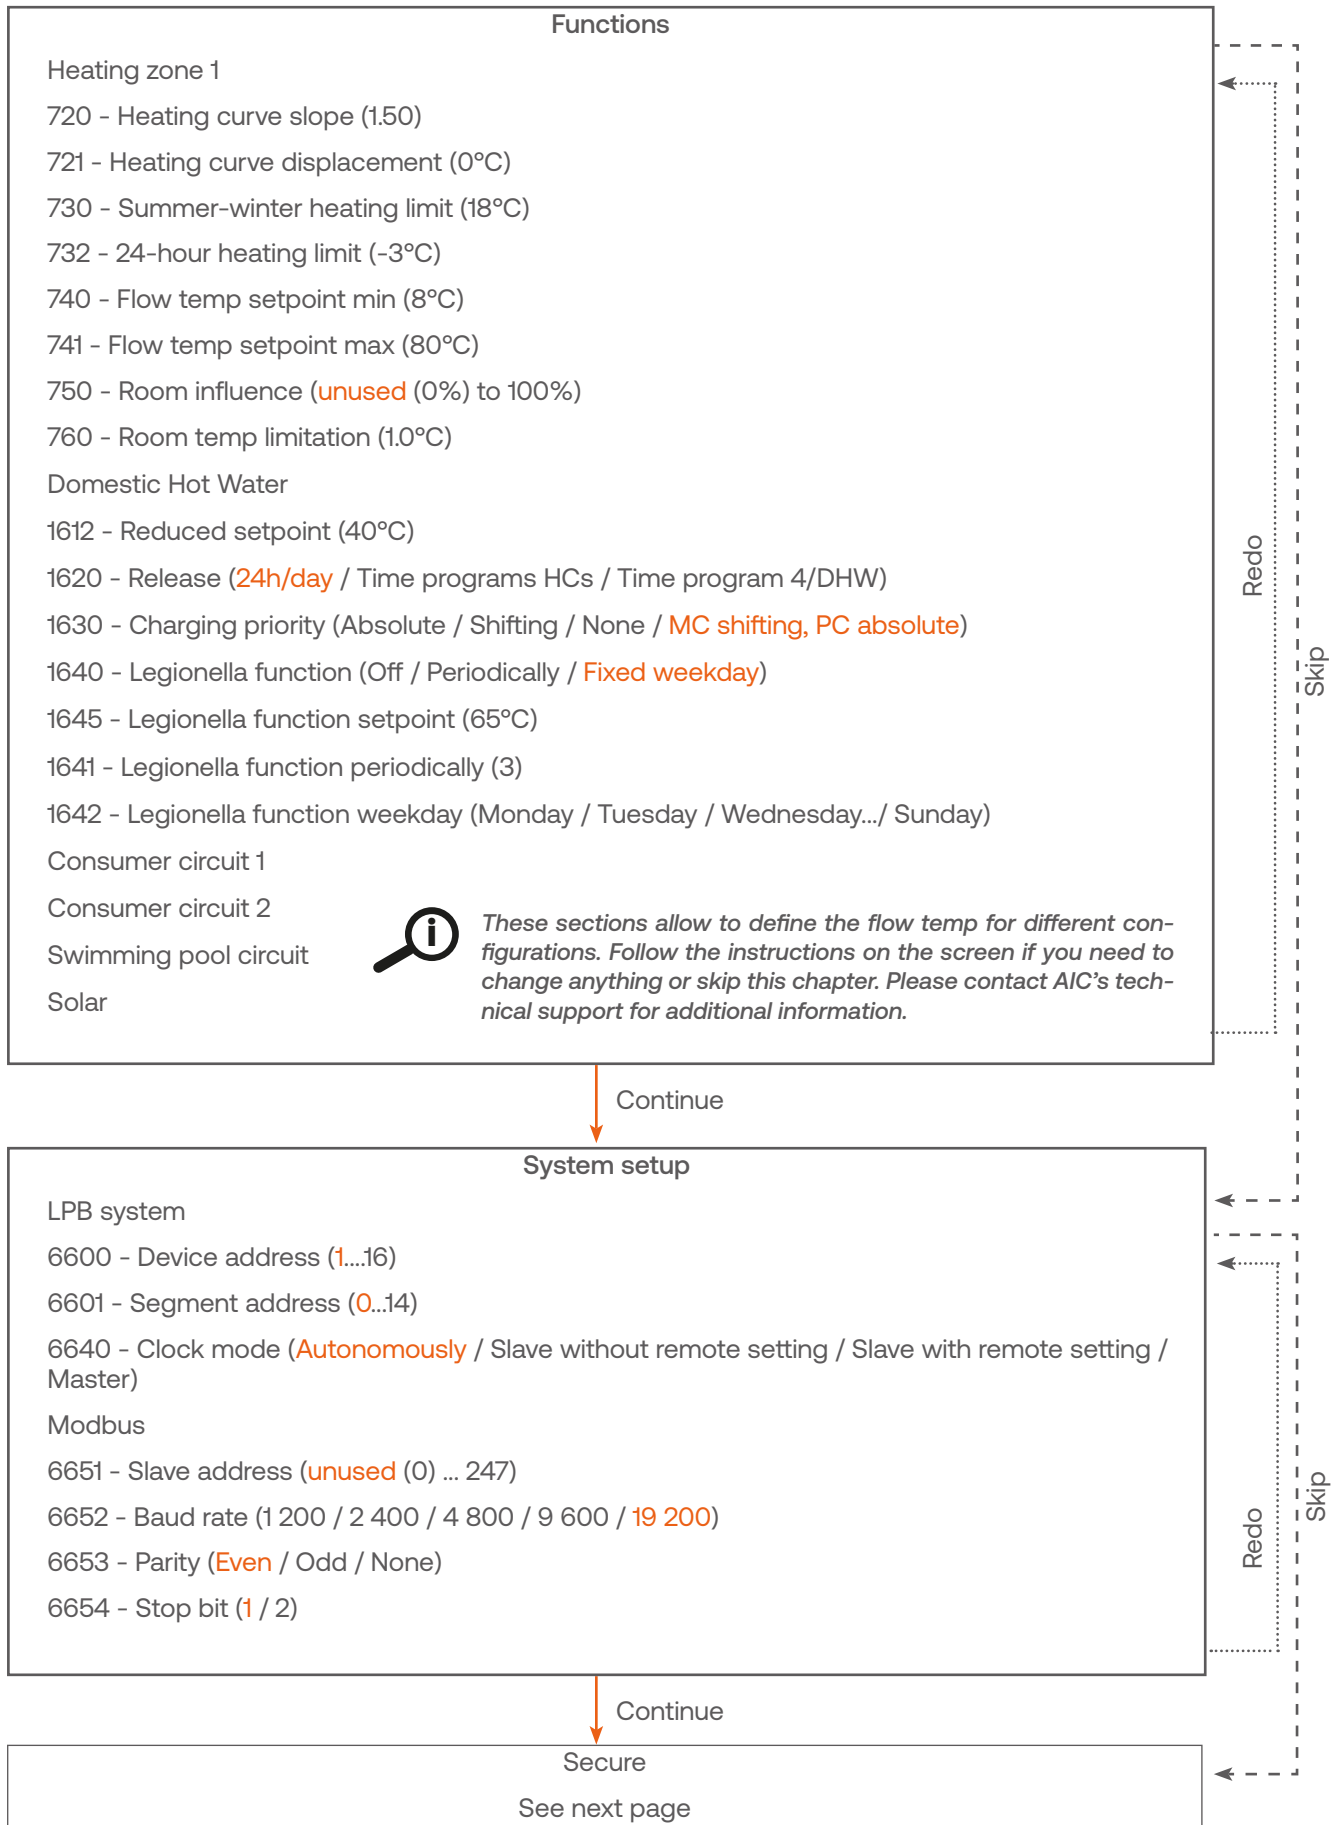 Functions
Heating zone 1
720 - Heating curve slope (1.50)
721 - Heating curve displacement (0°C)
730 - Summer-winter heating limit (18°C)
732 - 24-hour heating limit (-3°C)
740 - Flow temp setpoint min (8°C)
741 - Flow temp setpoint max (80°C)
750 - Room influence (unused (0%) to 100%)
760 - Room temp limitation (1.0°C)
Domestic Hot Water
1612 - Reduced setpoint (40°C)
1620 - Release (24h/day / Time programs HCs / Time program 4/DHW)
1630 - Charging priority (Absolute / Shifting / None / MC shifting, PC absolute)
1640 - Legionella function (Off / Periodically / Fixed weekday)
1645 - Legionella function setpoint (65°C)
1641 - Legionella function periodically (3)
1642 - Legionella function weekday (Monday / Tuesday / Wednesday.../ Sunday)
Consumer circuit 1
Consumer circuit 2
Swimming pool circuit
Solar
i
These sections allow to define the flow temp for different con-
figurations. Follow the instructions on the screen if you need to
change anything or skip this chapter. Please contact AIC's tech-
nical support for additional information.
Redo
Skip
Continue
System setup
LPB system
6600 - Device address (1....16)
6601 - Segment address (0...14)
6640 - Clock mode (Autonomously / Slave without remote setting / Slave with remote setting /
Master)
Modbus
6651 - Slave address (unused (0) ... 247)
6652 - Baud rate (1 200 / 2 400 / 4 800 / 9 600 / 19 200)
6653 - Parity (Even / Odd / None)
6654 - Stop bit (1 / 2)
Redo
Skip
Continue
Secure
See next page